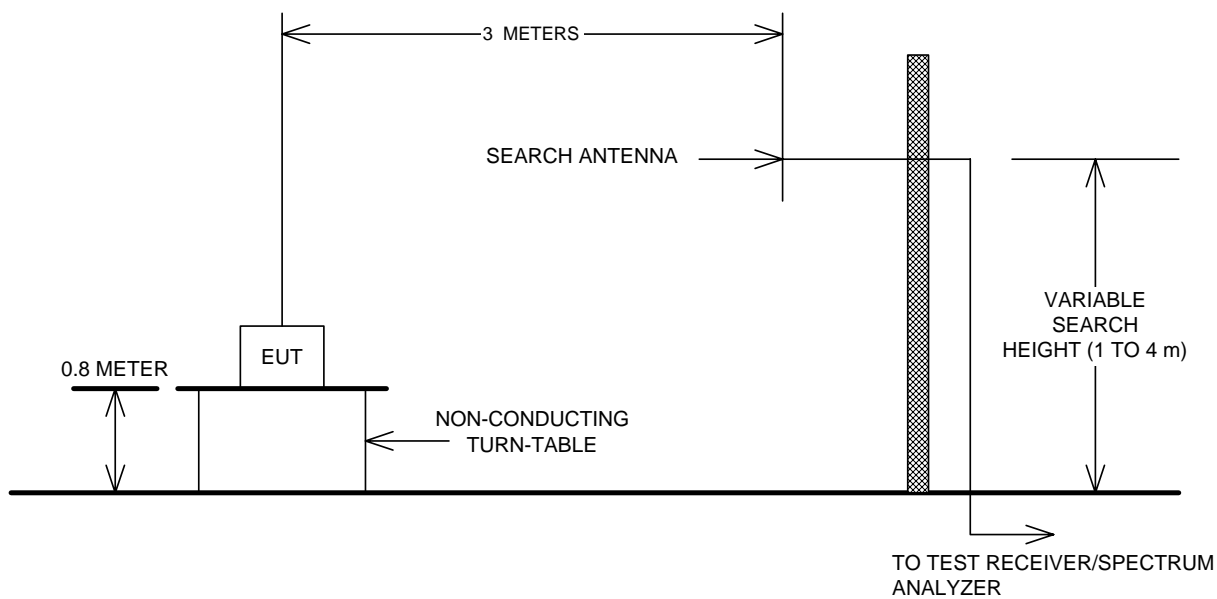 3 METERS
SEARCH ANTENNA
EUT
0.8 METER
NON-CONDUCTING
TURN-TABLE
VARIABLE
SEARCH
HEIGHT (1 TO 4 m)
TO TEST RECEIVER/SPECTRUM
ANALYZER